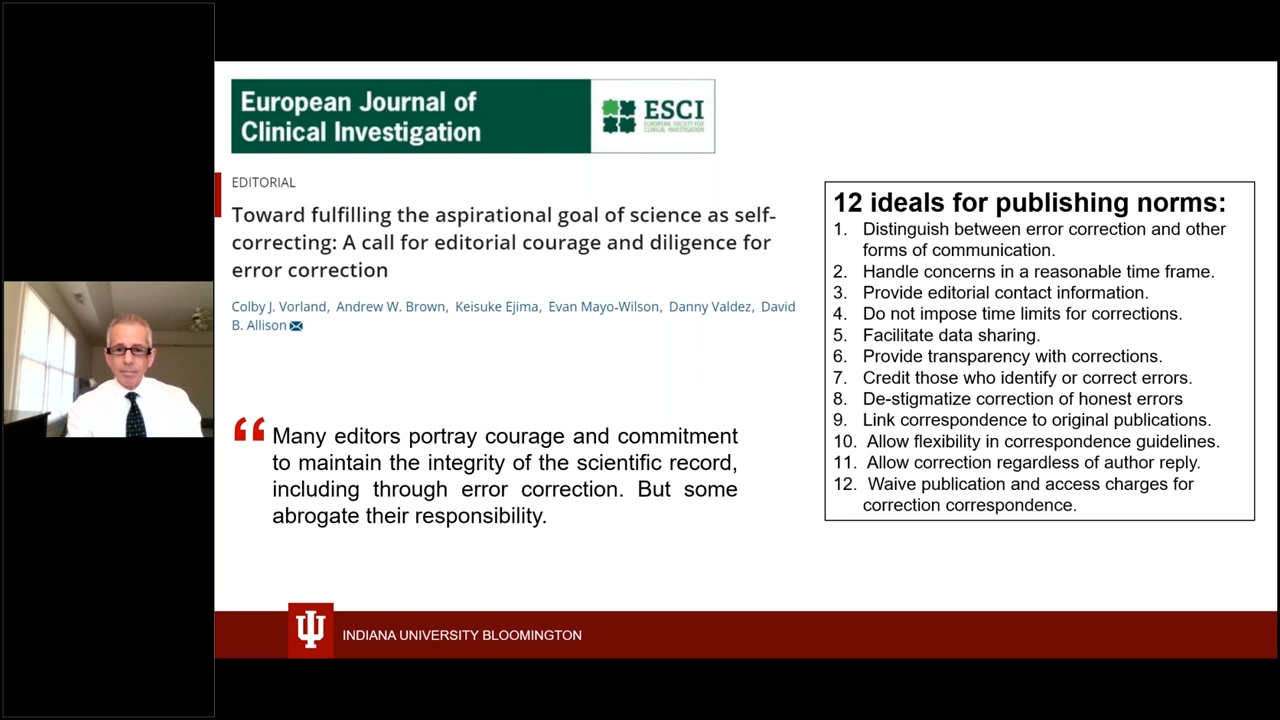 European Journal of
Clinical Investigation
ESCI
EUROPEAN SOCIETY FOR
CLINICAL INVESTIGATION
EDITORIAL
Toward fulfilling the aspirational goal of science as self-
correcting: A call for editorial courage and diligence for
error correction
Colby J. Vorland, Andrew W. Brown, Keisuke Ejima, Evan Mayo-Wilson, Danny Valdez, David
B. Allison
“ Many editors portray courage and commitment
to maintain the integrity of the scientific record,
including through error correction. But some
abrogate their responsibility.
12 ideals for publishing norms:
1. Distinguish between error correction and other
forms of communication.
2. Handle concerns in a reasonable time frame.
3. Provide editorial contact information.
4. Do not impose time limits for corrections.
5. Facilitate data sharing.
6. Provide transparency with corrections.
7. Credit those who identify or correct errors.
8. De-stigmatize correction of honest errors
9. Link correspondence to original publications.
10. Allow flexibility in correspondence guidelines.
11. Allow correction regardless of author reply.
12. Waive publication and access charges for
correction correspondence.
INDIANA UNIVERSITY BLOOMINGTON